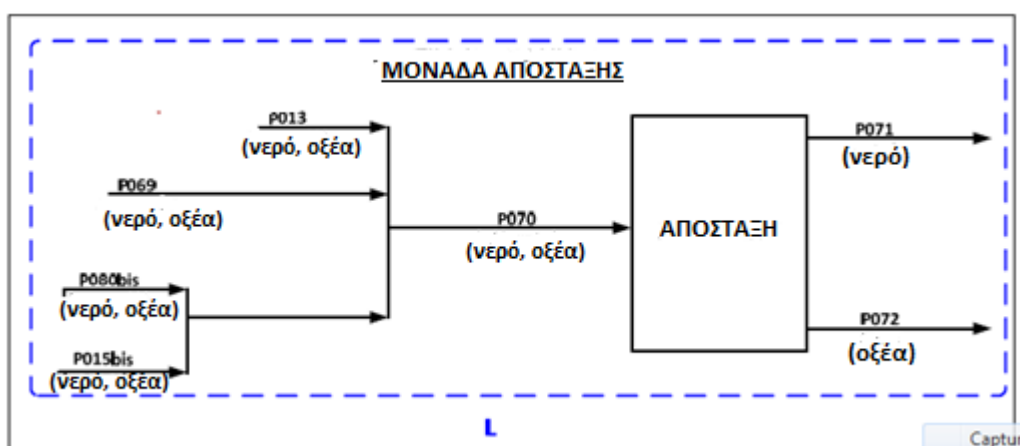 ΜΟΝΑΔΑ ΑΠΟΣΤΑΞΗΣ
P013
(νερό, οξέα)
P069
(νερό, οξέα)
P080bis
(νερό, οξέα)
P015bis
(νερό, οξέα)
P070
(νερό, οξέα)
ΑΠΟΣΤΑΞΗ
P071
(νερό)
P072
(οξέα)
L